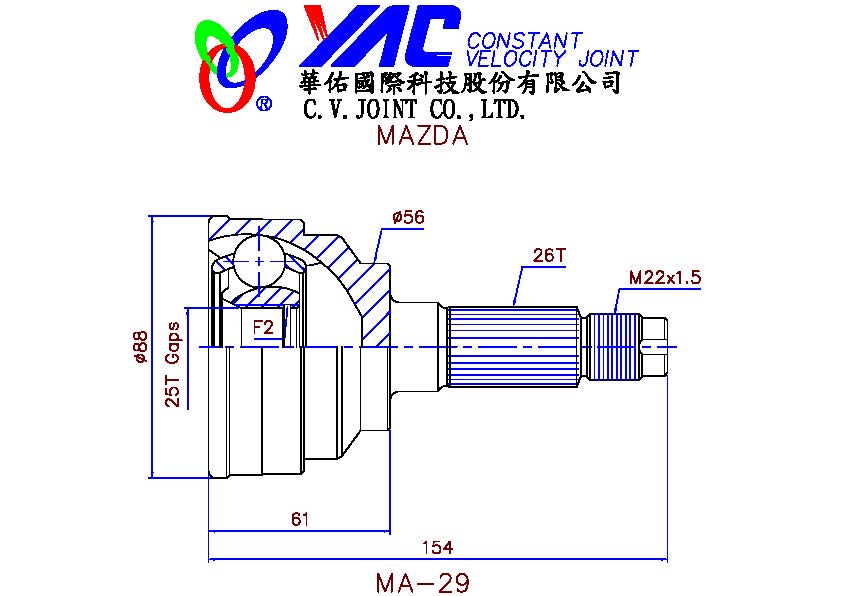 YAC CONSTANT
VELOCITY JOINT
®
華佑國際科技股份有限公司
C.V.JOINT CO.,LTD.
MAZDA
ø56
26T
M22x1.5
F2
ø88
25T Gaps
61
154
MA-29